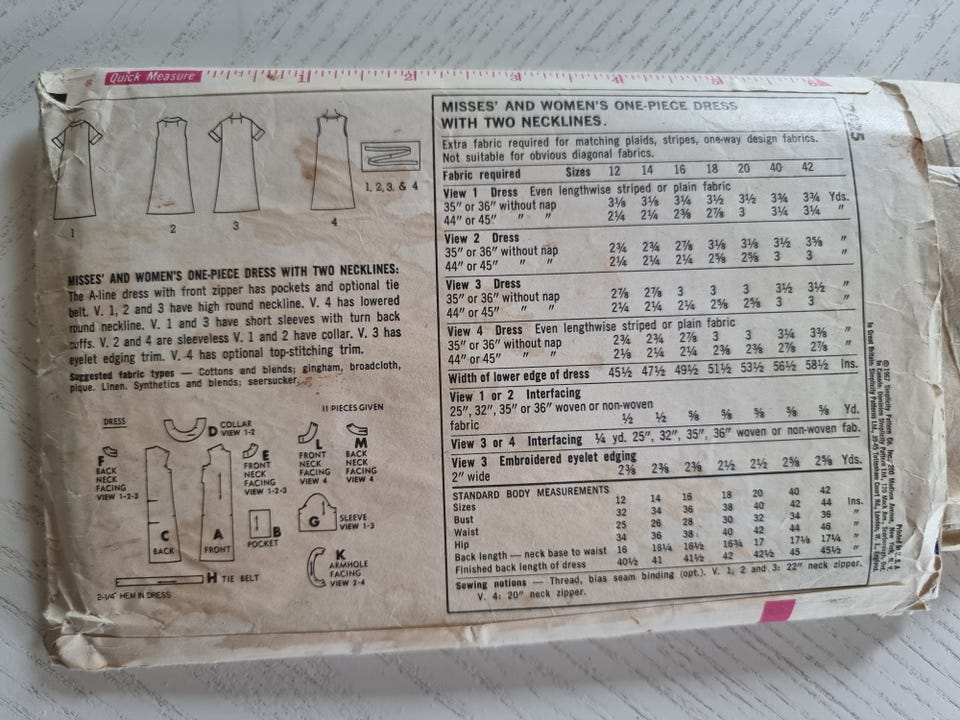 6 Quick Measure 1 2 3 4 5 6
1
2
3
4
1, 2, 3, & 4
MISSES' AND WOMEN'S ONE-PIECE DRESS WITH TWO NECKLINES:
The A-line dress with front zipper has pockets and optional tie
belt. V. 1, 2 and 3 have high round neckline. V. 4 has lowered
round neckline. V. 1 and 3 have short sleeves with turn back
cuffs. V. 2 and 4 are sleeveless V. 1 and 2 have collar. V. 3 has
eyelet edging trim. V. 4 has optional top-stitching trim.
Suggested fabric types — Cottons and blends; gingham, broadcloth,
pique. Linen. Synthetics and blends; seersucker.
11 PIECES GIVEN
DRESS
D COLLAR
VIEW 1-2
F
BACK
NECK
FACING
VIEW 1-2-3
E
FRONT
NECK
FACING
VIEW 1-2-3
L
FRONT
NECK
FACING
VIEW 4
M
BACK
NECK
FACING
VIEW 4
C
BACK
A
FRONT
B
POCKET
G
SLEEVE
VIEW 1-3
K
ARMHOLE
FACING
VIEW 2-4
H TIE BELT
2-1/4" HEM IN DRESS
MISSES' AND WOMEN'S ONE-PIECE DRESS
WITH TWO NECKLINES.
Extra fabric required for matching plaids, stripes, one-way design fabrics.
Not suitable for obvious diagonal fabrics.
Fabric required Sizes 12 14 16 18 20 40 42
View 1 Dress Even lengthwise striped or plain fabric
35" or 36" without nap 3⅛ 3⅛ 3¼ 3½ 3½ 3¾ 3¾ Yds.
44" or 45" " " 2¼ 2¼ 2⅜ 2⅞ 3 3¼ 3¼ "
View 2 Dress
35" or 36" without nap 2¾ 2¾ 2⅞ 3⅛ 3⅛ 3½ 3⅝ "
44" or 45" " " 2¼ 2¼ 2¼ 2⅝ 2⅝ 3 3 "
View 3 Dress
35" or 36" without nap 2⅞ 2⅞ 3 3 3 3½ 3½ "
44" or 45" " " 2¼ 2¼ 2¼ 2⅝ 2⅝ 3 3 "
View 4 Dress Even lengthwise striped or plain fabric
35" or 36" without nap 2¾ 2¾ 2⅞ 3 3 3¼ 3⅜ "
44" or 45" " " 2⅛ 2¼ 2¼ 2⅜ 2⅜ 2⅞ 2⅞ "
Width of lower edge of dress 45½ 47½ 49½ 51½ 53½ 56½ 58½ Ins.
View 1 or 2 Interfacing
25", 32", 35" or 36" woven or non-woven
fabric ½ ½ ⅝ ⅝ ⅝ ⅝ ⅝ Yd.
View 3 or 4 Interfacing ¼ yd. 25", 32", 35", 36" woven or non-woven fab.
View 3 Embroidered eyelet edging
2" wide 2⅜ 2⅜ 2⅜ 2½ 2½ 2⅝ 2⅝ Yds.
STANDARD BODY MEASUREMENTS
Sizes 12 14 16 18 20 40 42
Bust 32 34 36 38 40 42 44 Ins.
Waist 25 26 28 30 32 34 36 "
Hip 34 36 38 40 42 44 46 "
Back length — neck base to waist 16 16¼ 16½ 16¾ 17 17⅛ 17¼ "
Finished back length of dress 40½ 41 41½ 42 42½ 45 45½ "
Sewing notions — Thread, bias seam binding (opt.). V. 1, 2 and 3: 22" neck zipper.
V. 4: 20" neck zipper.
©1967 Simplicity Pattern Co. Inc., 200 Madison Avenue, New York, N. Y.
Printed in U. S. A.